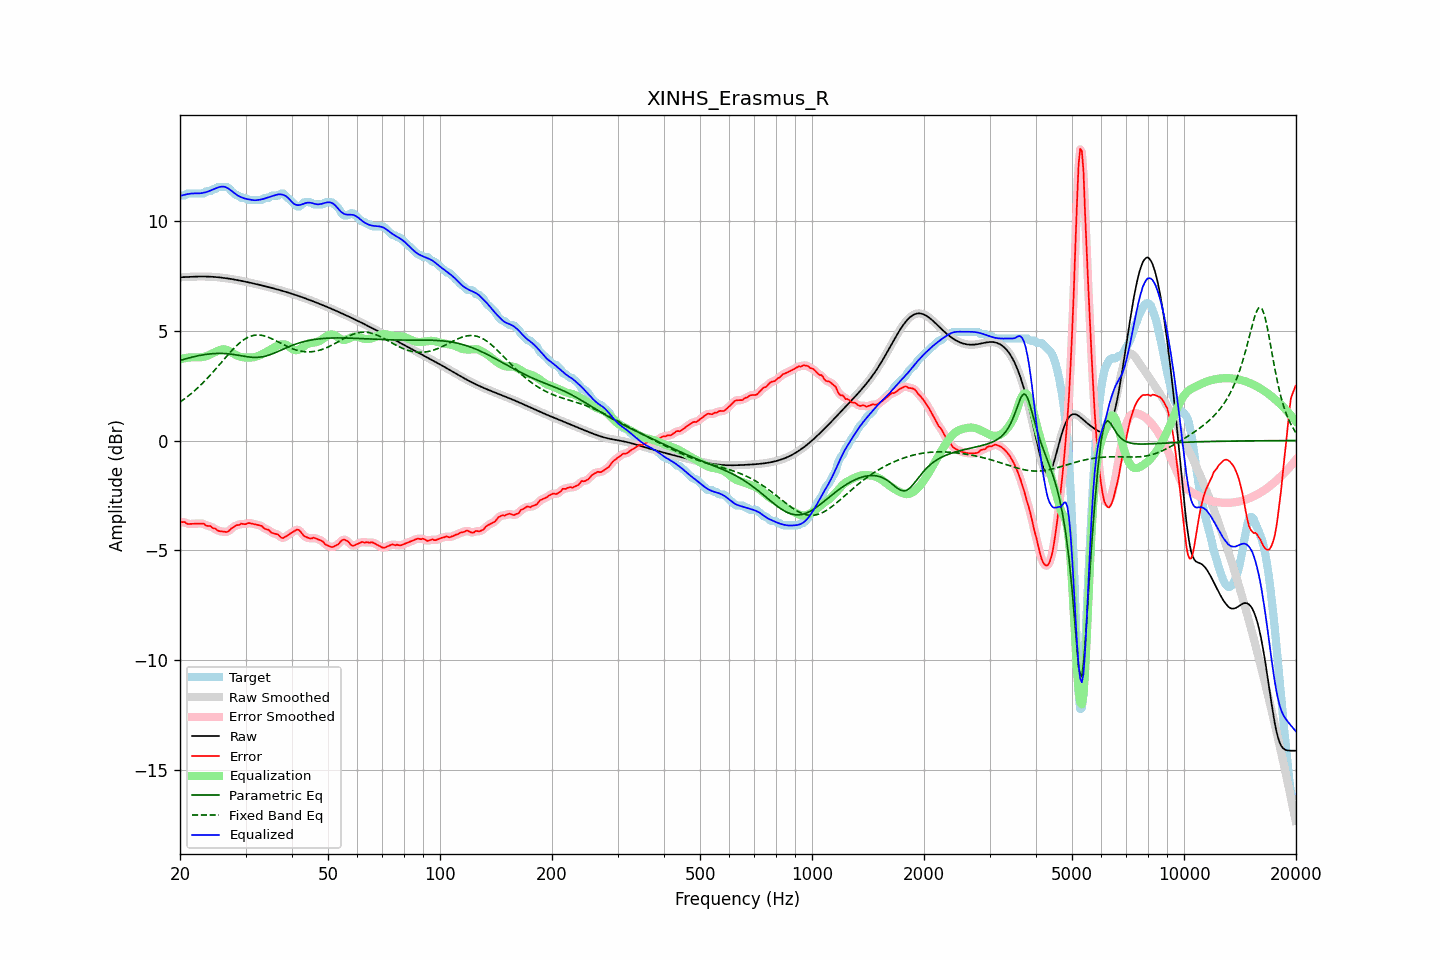 XINHS_Erasmus_R
Amplitude (dBr)
10
5
0
−5
−10
−15
Target
Raw Smoothed
Error Smoothed
Raw
Error
Equalization
Parametric Eq
Fixed Band Eq
Equalized
20 50 100 200 500 1000 2000 5000 10000 20000
Frequency (Hz)